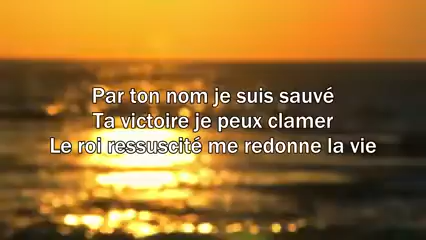 Par ton nom je suis sauvé
Ta victoire je peux clamer
Le roi ressuscité me redonne la vie